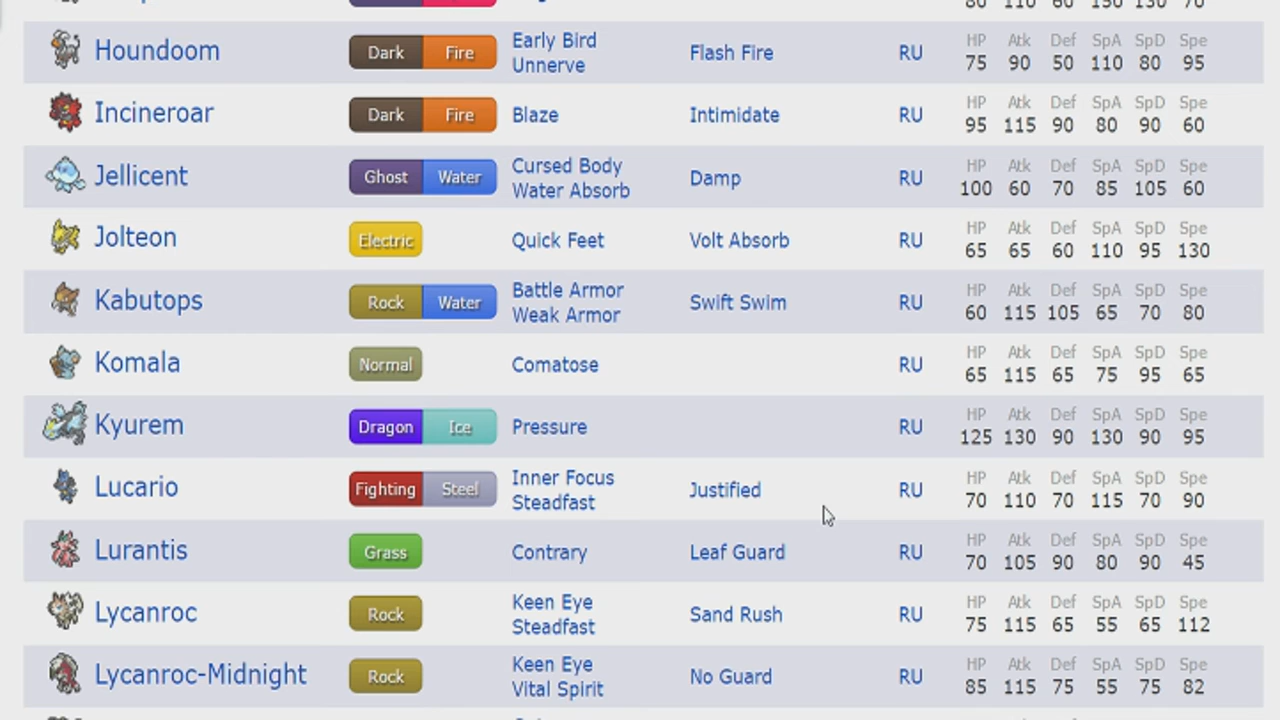 80 110 60 150 130 70
Houndoom Dark Fire Early Bird Unnerve Flash Fire RU HP 75 Atk 90 Def 50 SpA 110 SpD 80 Spe 95
Incineroar Dark Fire Blaze Intimidate RU HP 95 Atk 115 Def 90 SpA 80 SpD 90 Spe 60
Jellicent Ghost Water Cursed Body Water Absorb Damp RU HP 100 Atk 60 Def 70 SpA 85 SpD 105 Spe 60
Jolteon Electric Quick Feet Volt Absorb RU HP 65 Atk 65 Def 60 SpA 110 SpD 95 Spe 130
Kabutops Rock Water Battle Armor Weak Armor Swift Swim RU HP 60 Atk 115 Def 105 SpA 65 SpD 70 Spe 80
Komala Normal Comatose RU HP 65 Atk 115 Def 65 SpA 75 SpD 95 Spe 65
Kyurem Dragon Ice Pressure RU HP 125 Atk 130 Def 90 SpA 130 SpD 90 Spe 95
Lucario Fighting Steel Inner Focus Steadfast Justified RU HP 70 Atk 110 Def 70 SpA 115 SpD 70 Spe 90
Lurantis Grass Contrary Leaf Guard RU HP 70 Atk 105 Def 90 SpA 80 SpD 90 Spe 45
Lycanroc Rock Keen Eye Steadfast Sand Rush RU HP 75 Atk 115 Def 65 SpA 55 SpD 65 Spe 112
Lycanroc-Midnight Rock Keen Eye Vital Spirit No Guard RU HP 85 Atk 115 Def 75 SpA 55 SpD 75 Spe 82